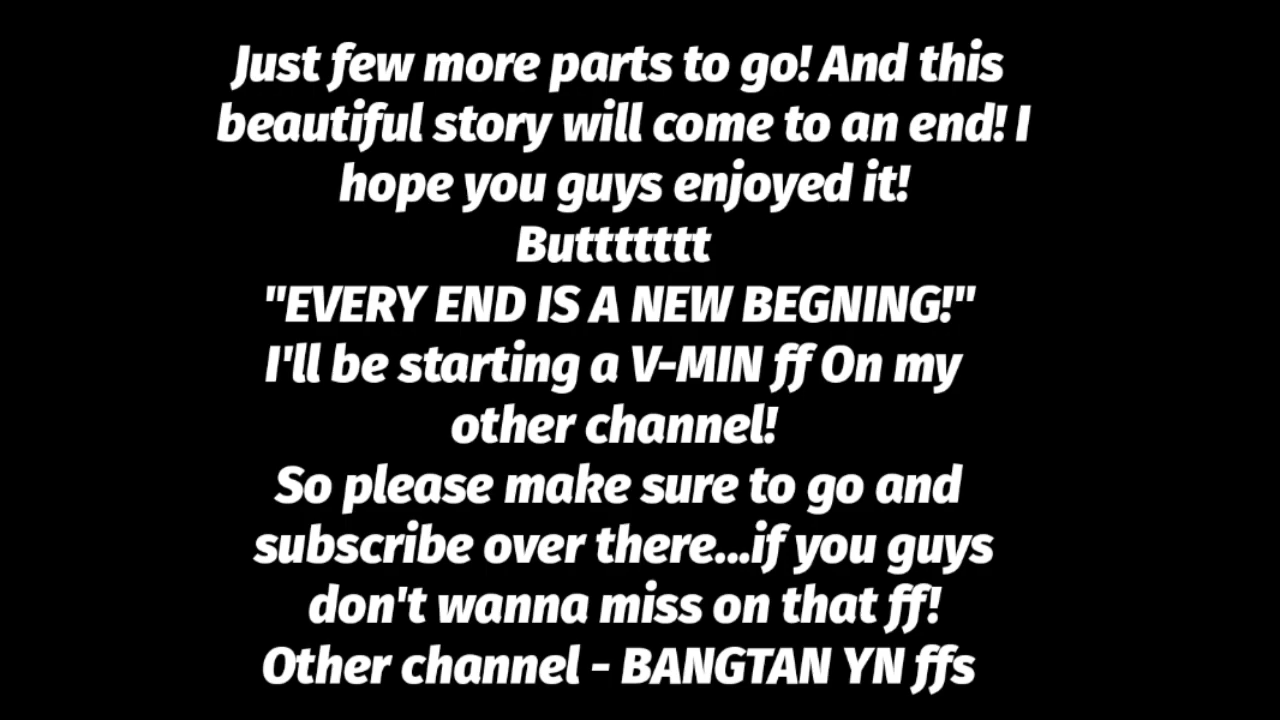 Just few more parts to go! And this
beautiful story will come to an end! I
hope you guys enjoyed it!
Buttttttt
"EVERY END IS A NEW BEGNING!"
I'll be starting a V-MIN ff On my
other channel!
So please make sure to go and
subscribe over there...if you guys
don't wanna miss on that ff!
Other channel - BANGTAN YN ffs